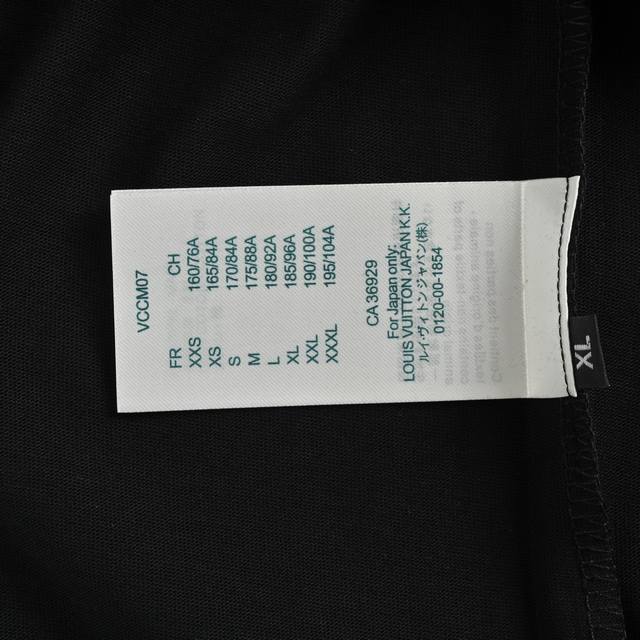 VCCM07
FR CH
XXS 160/76A
XS 165/84A
S 170/84A
M 175/88A
L 180/92A
XL 185/96A
XXL 190/100A
XXXL 195/104A
CA 36929
For Japan only:
LOUIS VUITTON JAPAN K.K.
ルイ・ヴィトンジャパン(株)
0120-00-1854
XL